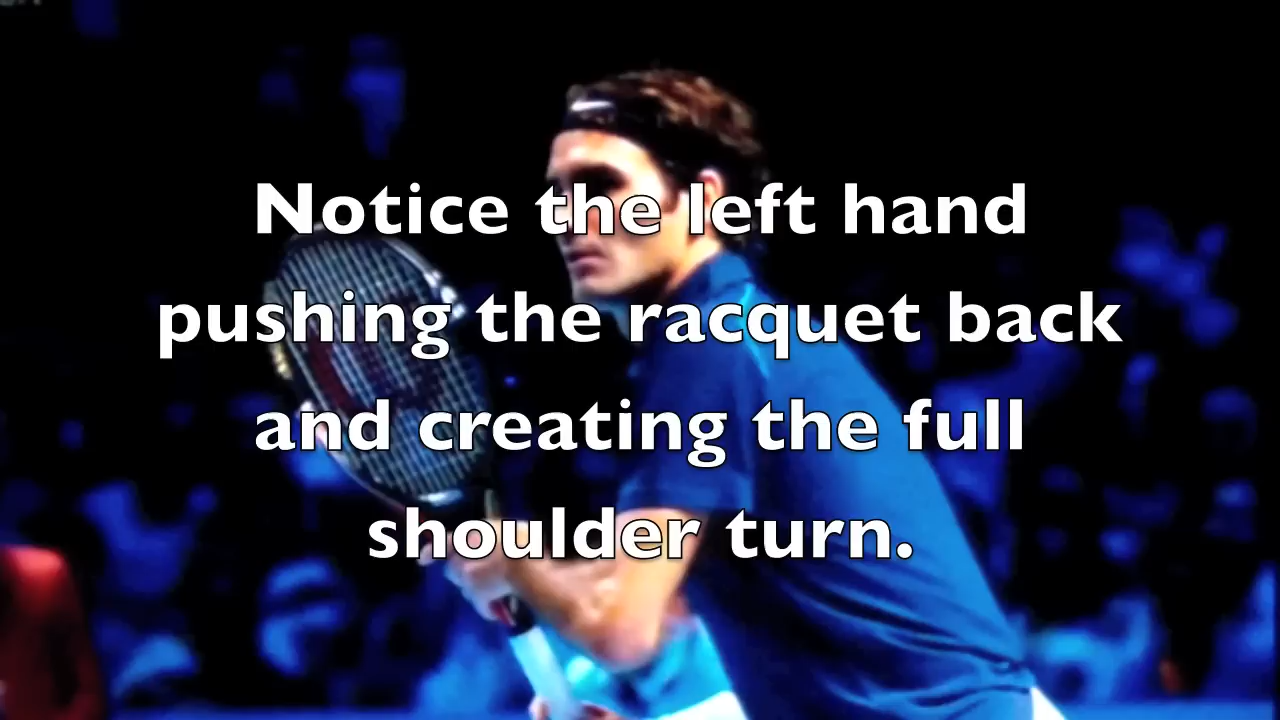 Notice the left hand
pushing the racquet back
and creating the full
shoulder turn.